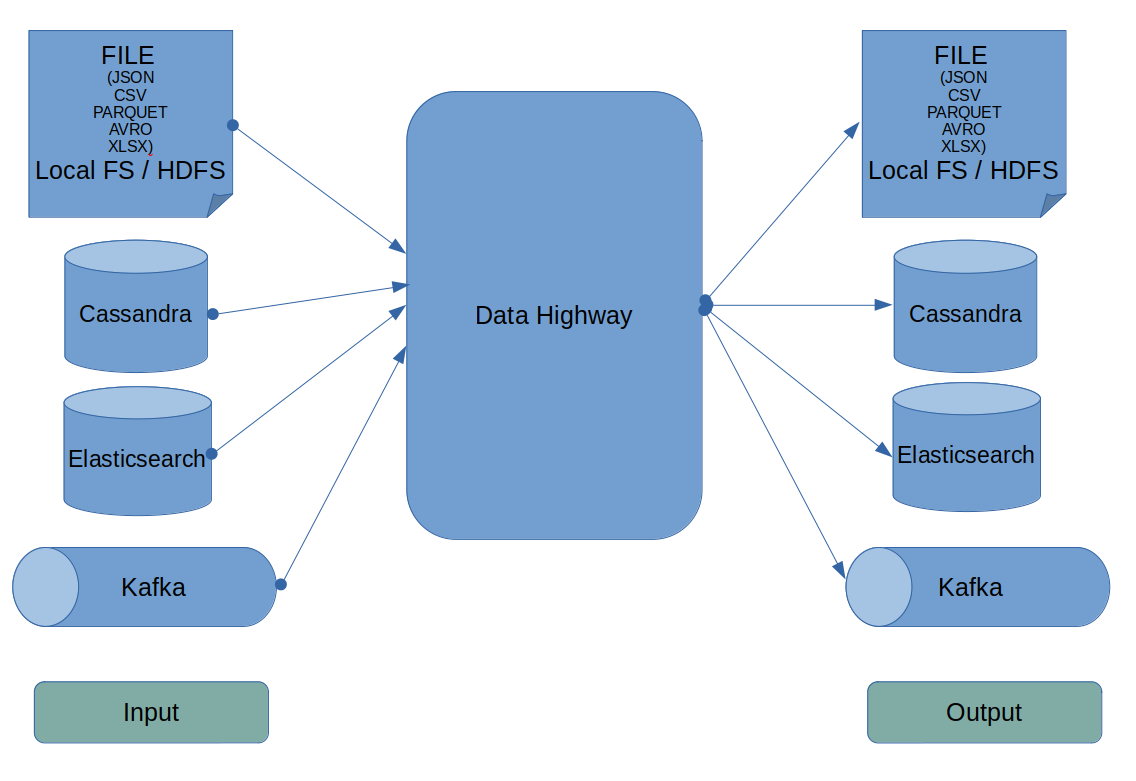 FILE
(JSON
CSV
PARQUET
AVRO
XLSX)
Local FS / HDFS
Cassandra
Elasticsearch
Kafka
Input
Data Highway
FILE
(JSON
CSV
PARQUET
AVRO
XLSX)
Local FS / HDFS
Cassandra
Elasticsearch
Kafka
Output